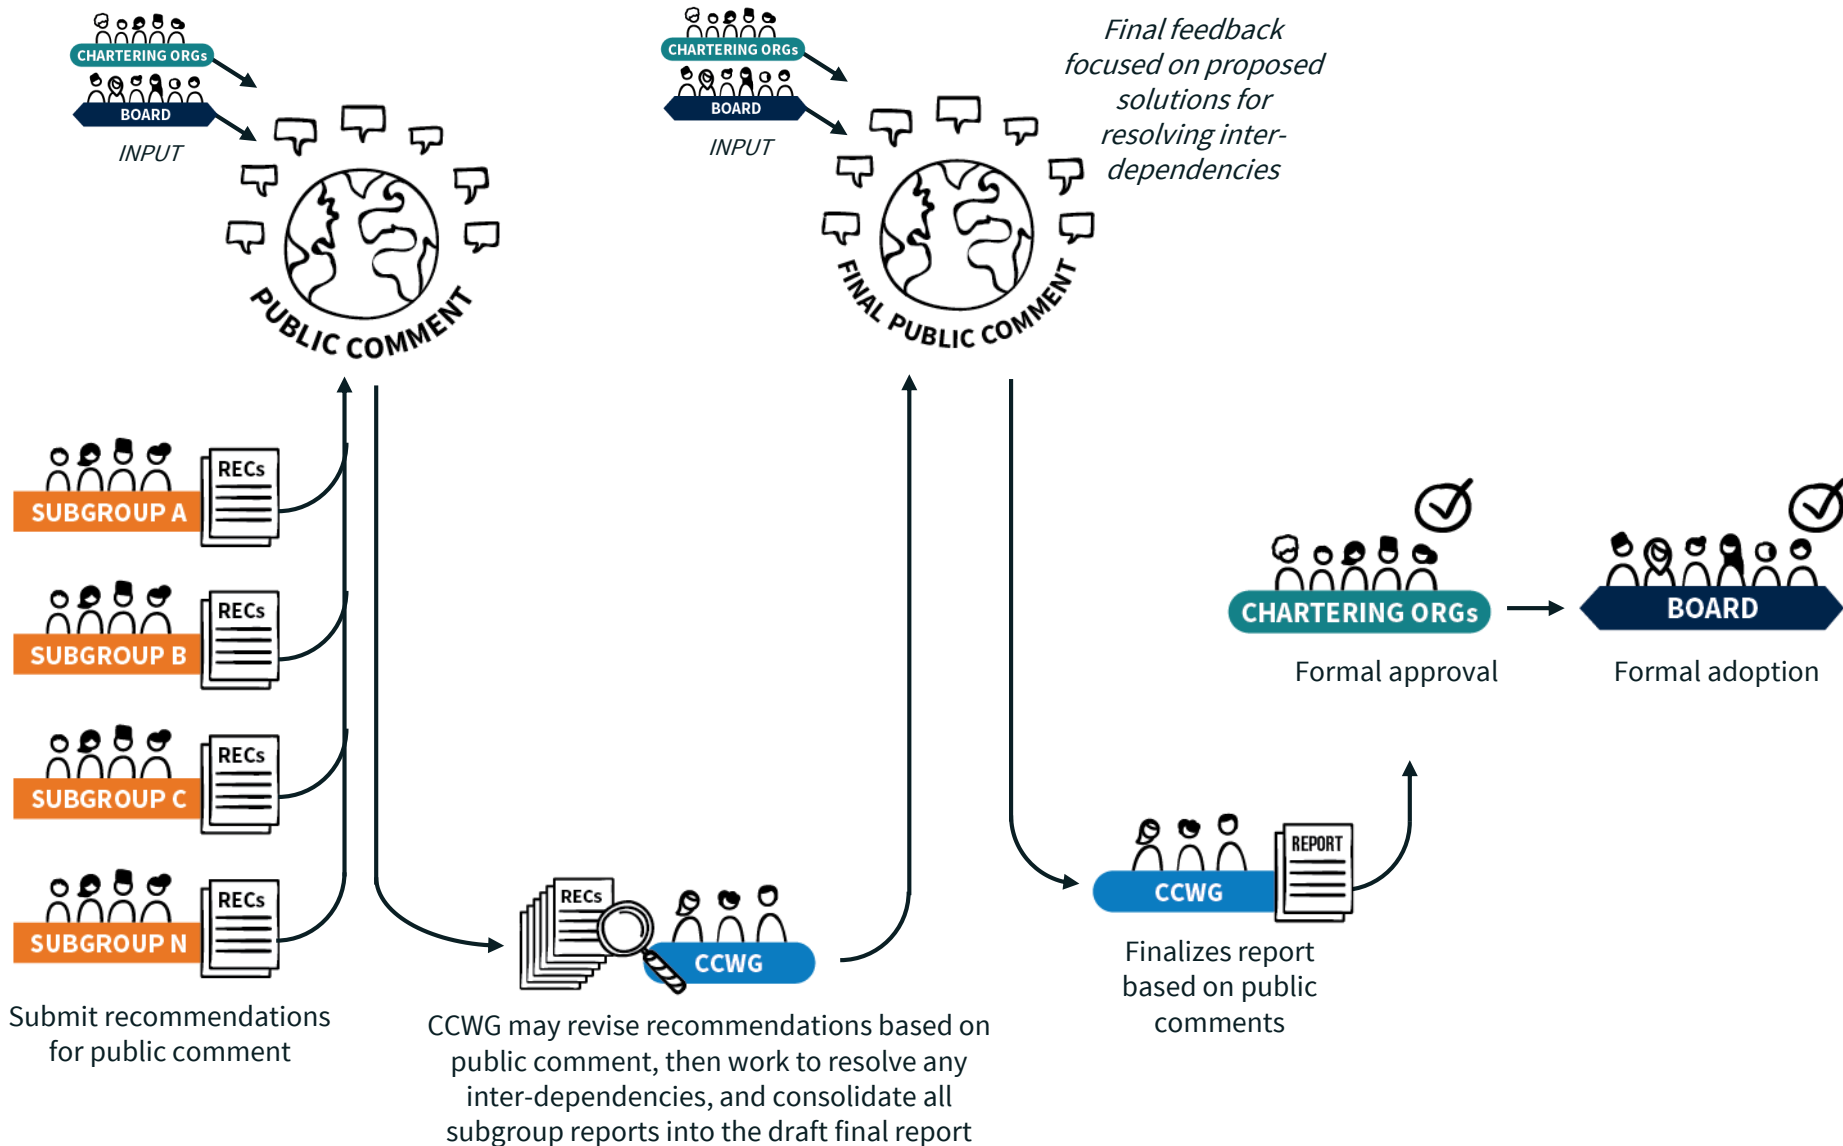 CHARTERING ORGs
BOARD
INPUT
PUBLIC COMMENT
CHARTERING ORGs
BOARD
INPUT
Final feedback
focused on proposed
solutions for
resolving inter-
dependencies
FINAL PUBLIC COMMENT
SUBGROUP A
RECs
SUBGROUP B
RECs
SUBGROUP C
RECs
SUBGROUP N
RECs
Submit recommendations
for public comment
RECs
CCWG
CCWG may revise recommendations based on
public comment, then work to resolve any
inter-dependencies, and consolidate all
subgroup reports into the draft final report
CCWG
REPORT
Finalizes report
based on public
comments
CHARTERING ORGs
Formal approval
BOARD
Formal adoption